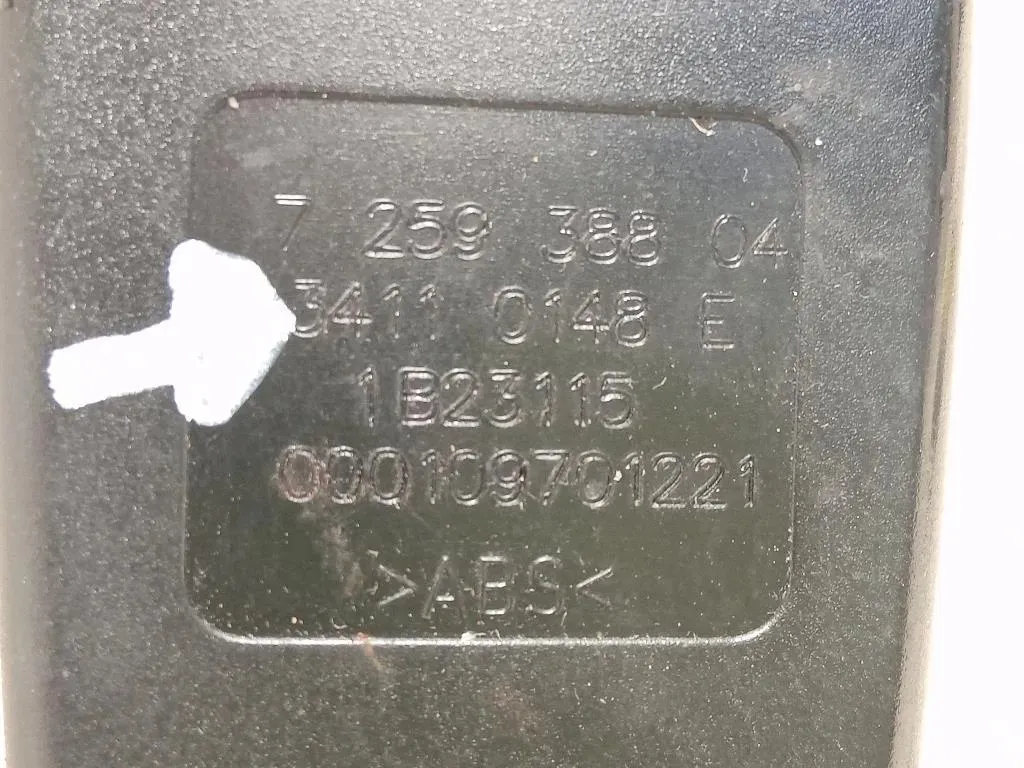 7 259 388 04
3411 0148 E
1B23115
000109701221
>ABS<